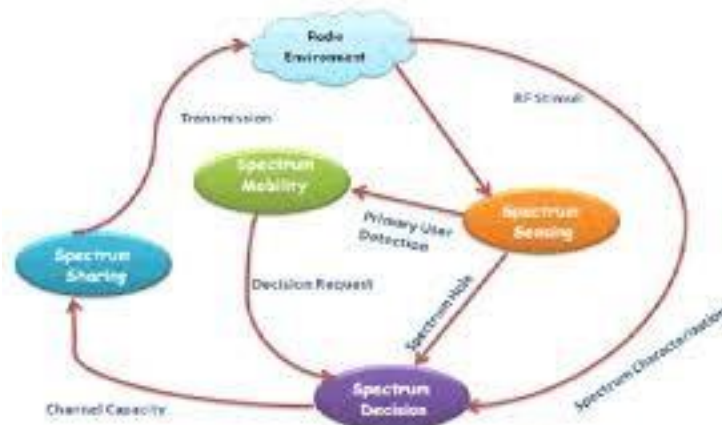 Radio
Environment
RF Stimuli
Transmission
Spectrum
Mobility
Primary User
Detection
Spectrum
Sensing
Spectrum
Sharing
Decision Request
Spectrum Hole
Spectrum Characterization
Spectrum
Decision
Channel Capacity